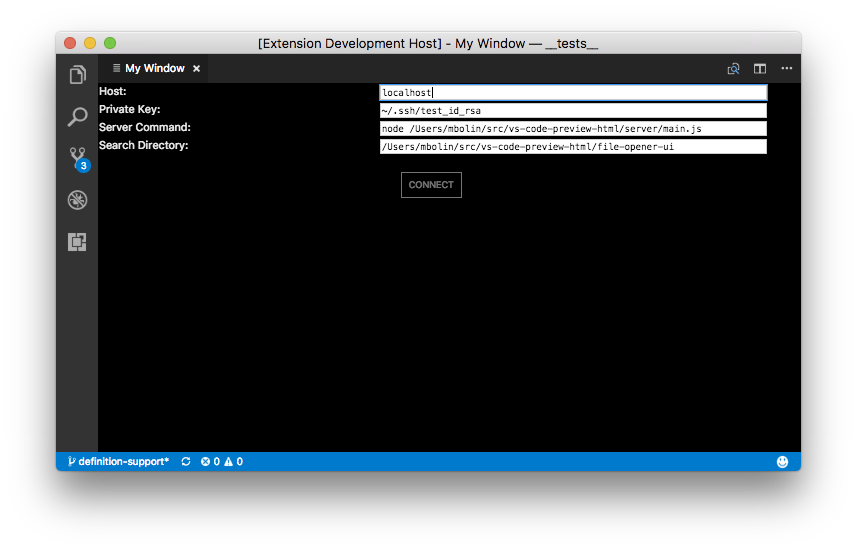 [Extension Development Host] - My Window — __tests__
My Window
Host: localhost
Private Key: ~/.ssh/test_id_rsa
Server Command: node /Users/mbolin/src/vs-code-preview-html/server/main.js
Search Directory: /Users/mbolin/src/vs-code-preview-html/file-opener-ui
3
CONNECT
definition-support* 0 0